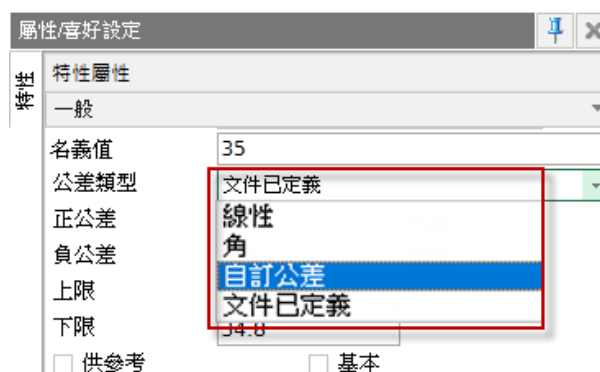 屬性/喜好設定
特性
特性屬性
一般
名義值 35
公差類型 文件已定義
線性
正公差
角
負公差
自訂公差
上限
文件已定義
下限 34.8
供參考 基本